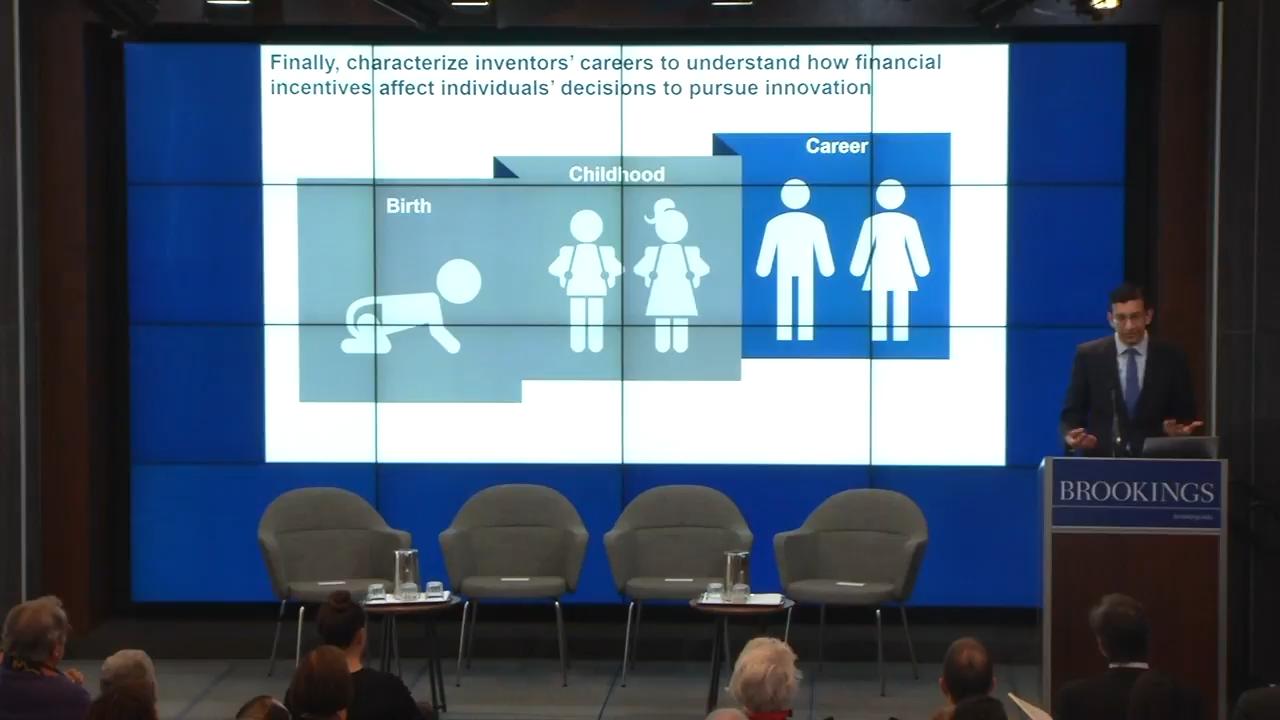 Finally, characterize inventors’ careers to understand how financial
incentives affect individuals’ decisions to pursue innovation
Birth
Childhood
Career
BROOKINGS